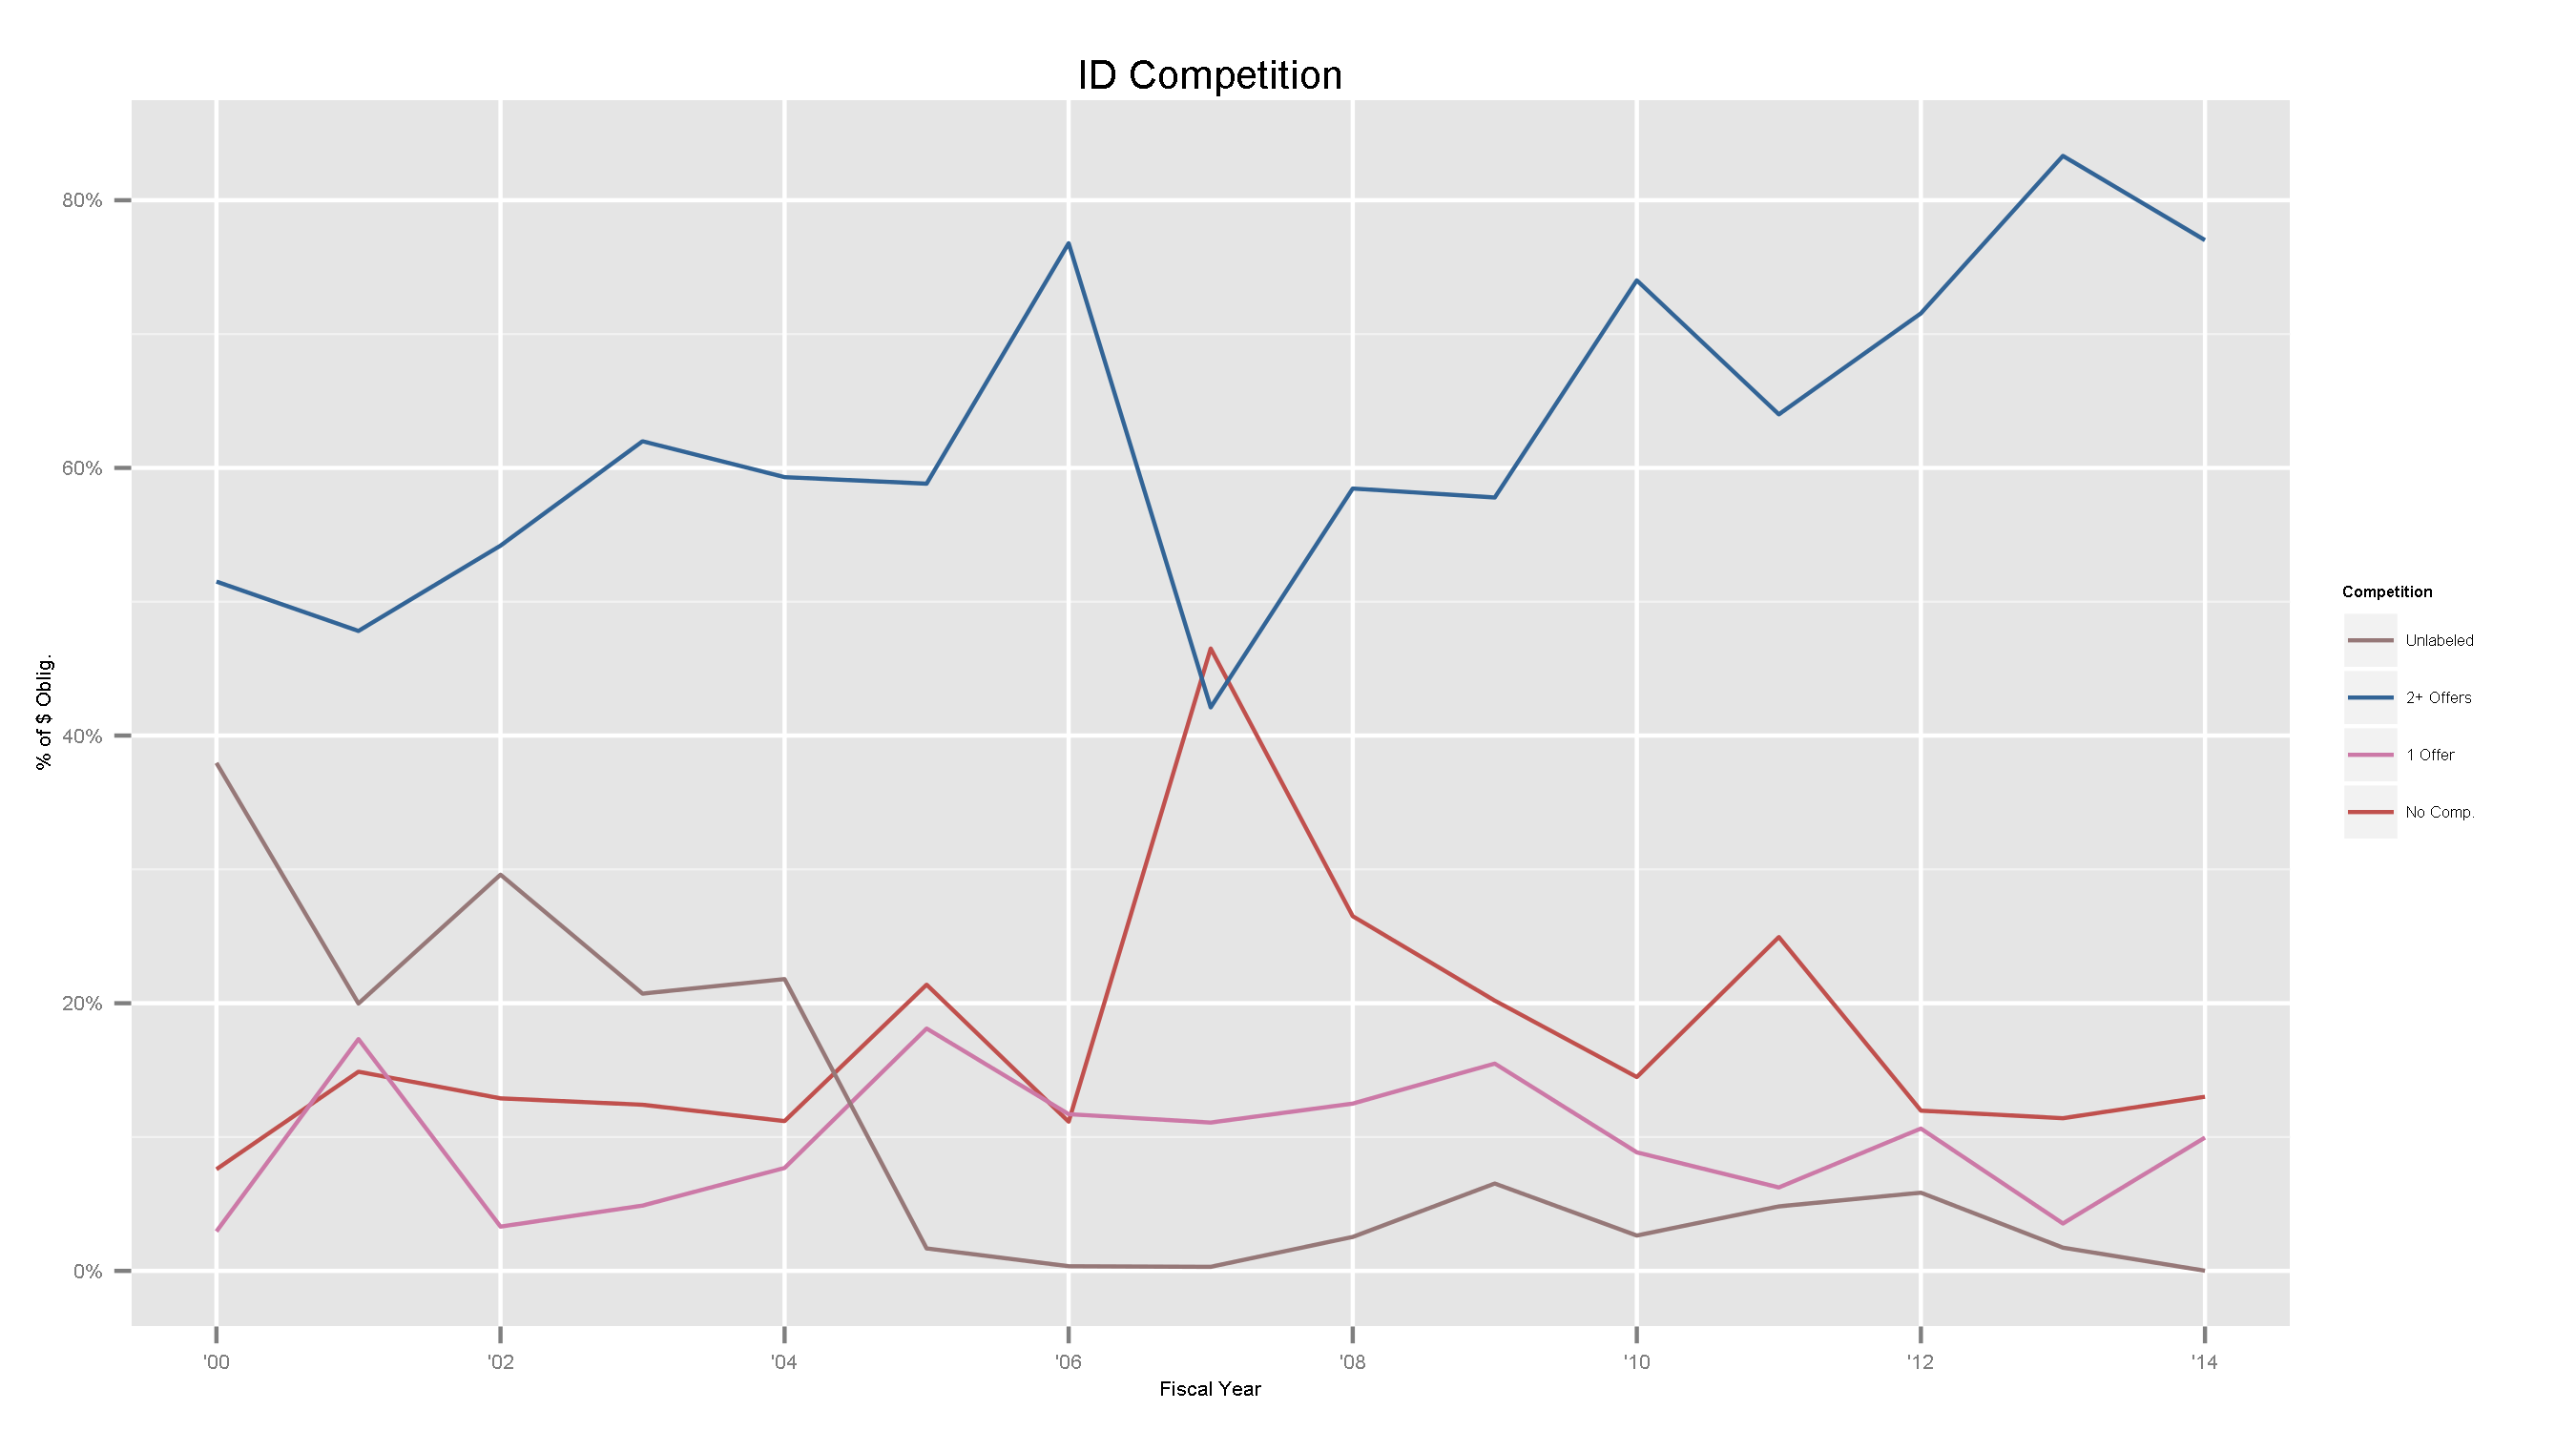 ID Competition
80%
60%
40%
20%
0%
% of $ Oblig.
'00 '02 '04 '06 '08 '10 '12 '14
Fiscal Year
Competition
Unlabeled
2+ Offers
1 Offer
No Comp.